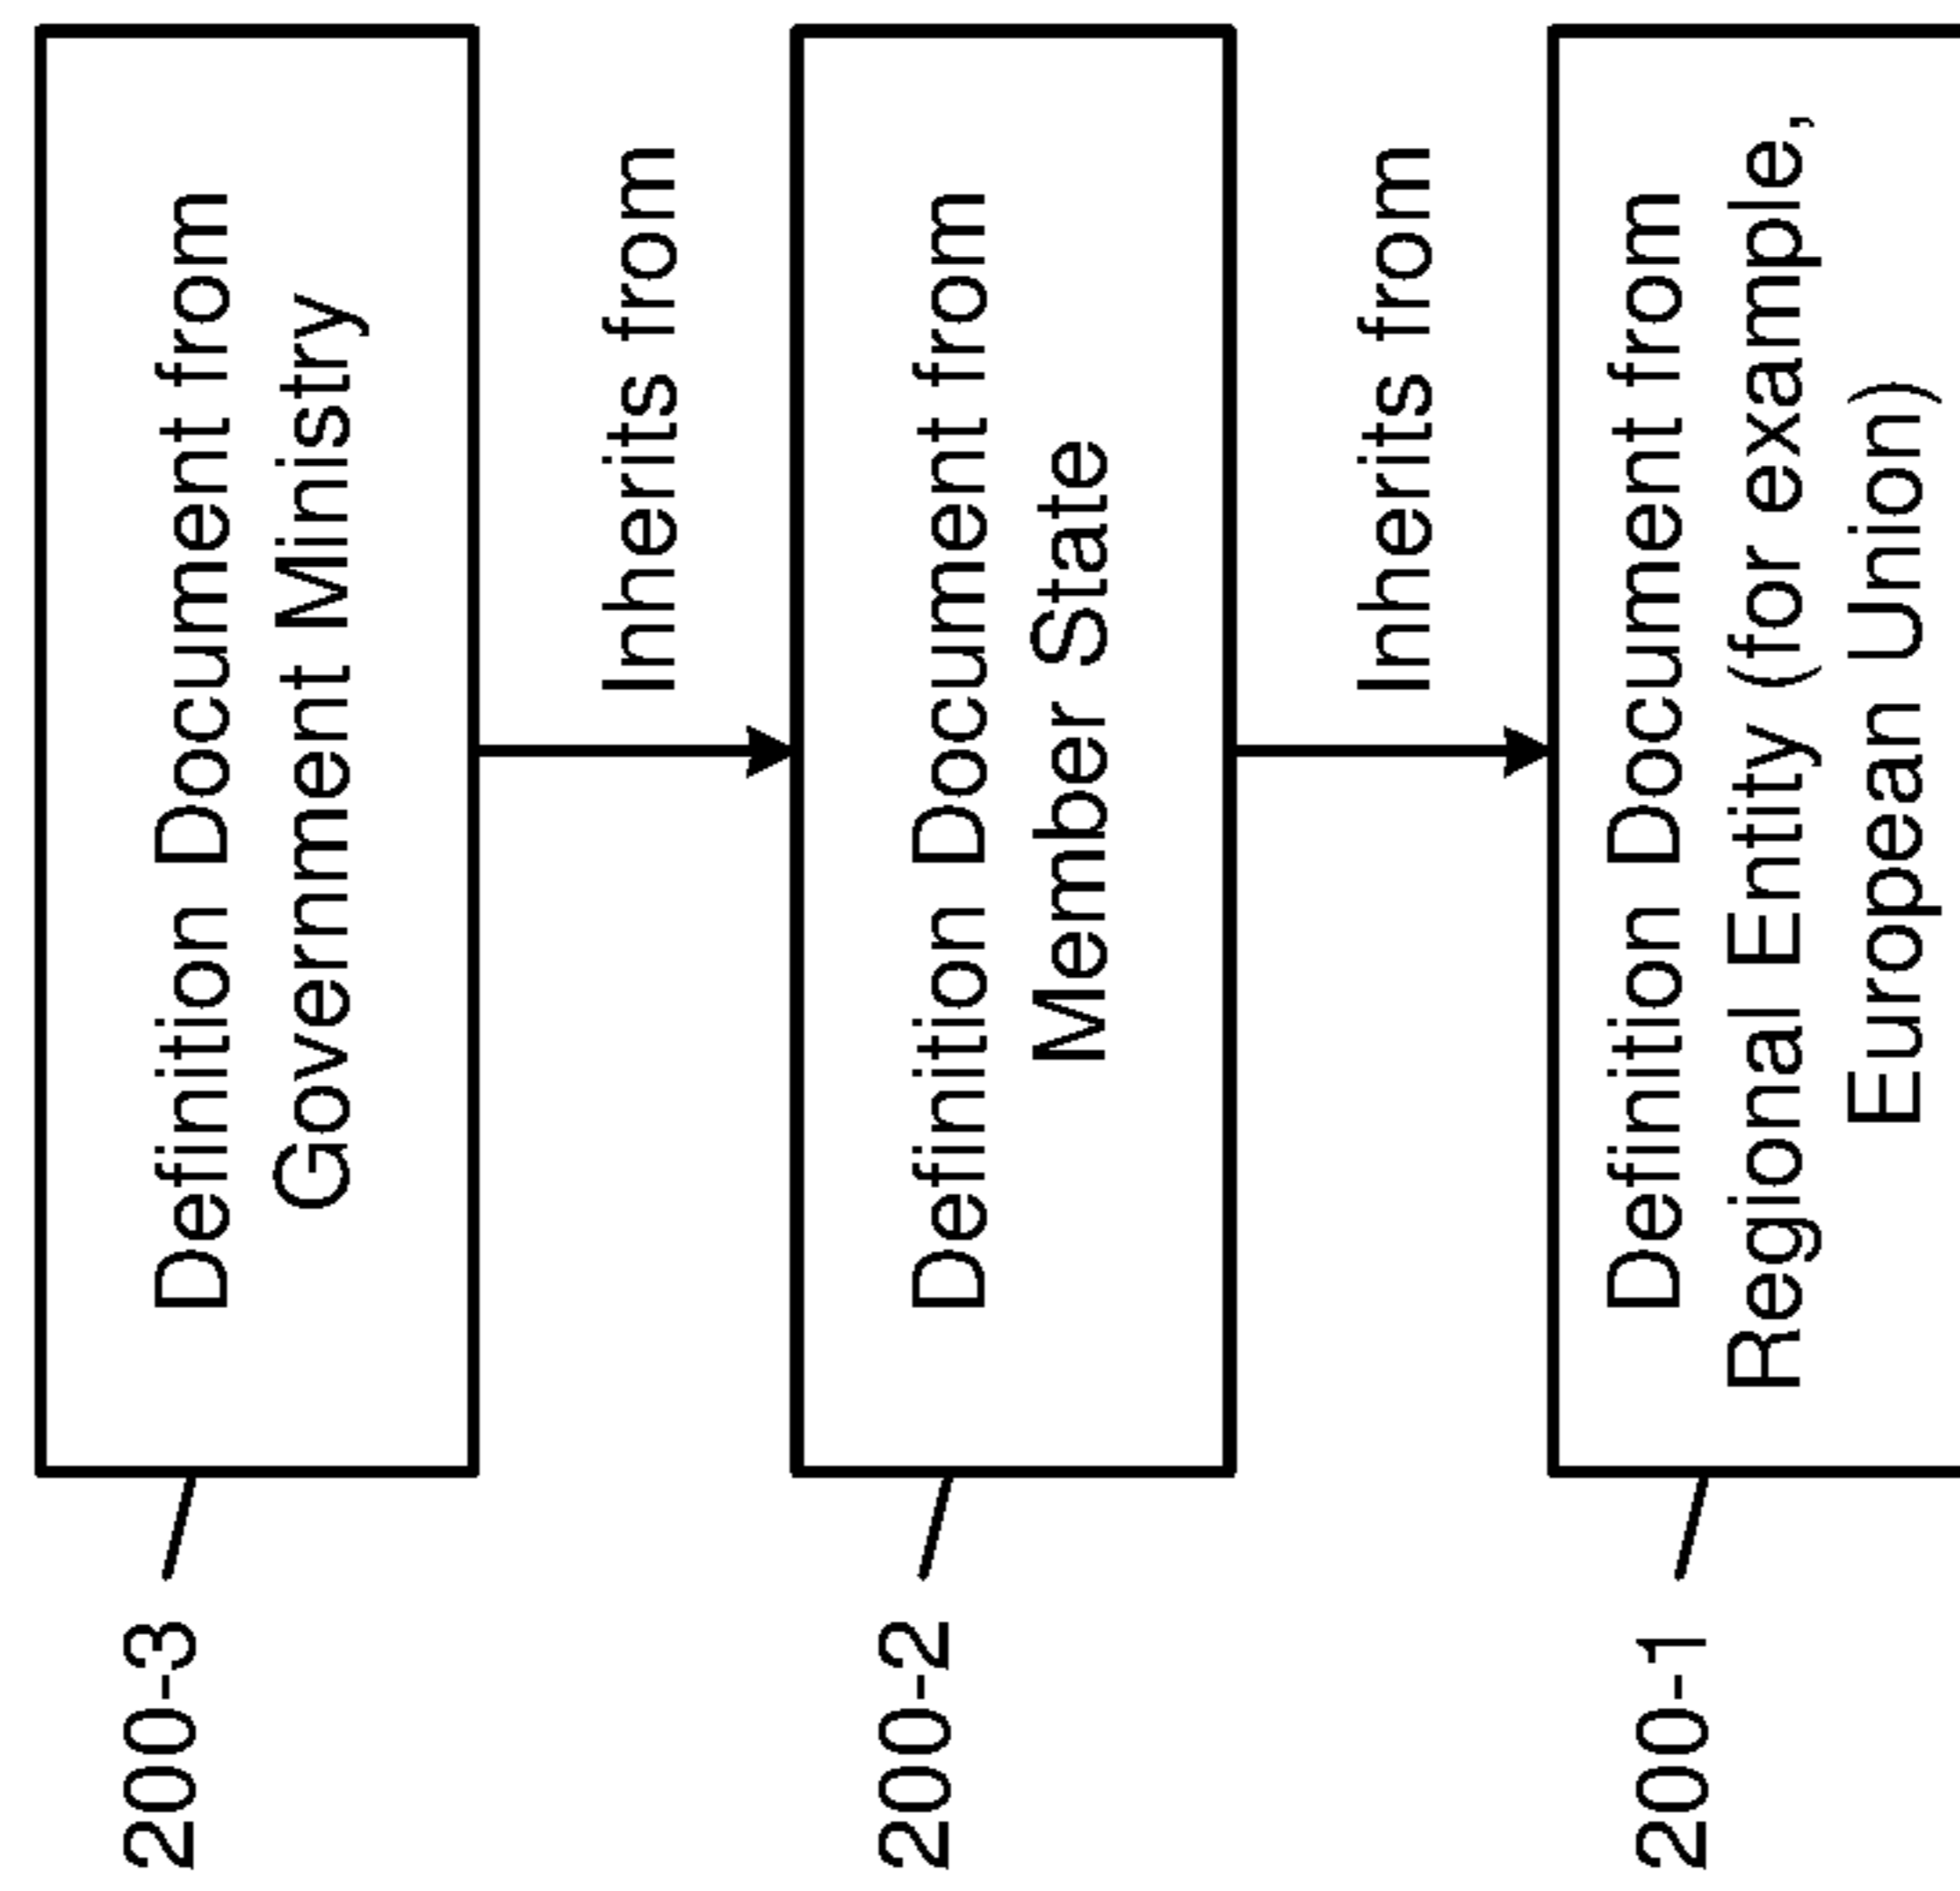 200-3
Definition Document from
Government Ministry
Inherits from
200-2
Definition Document from
Member State
Inherits from
200-1
Definition Document from
Regional Entity (for example,
European Union)